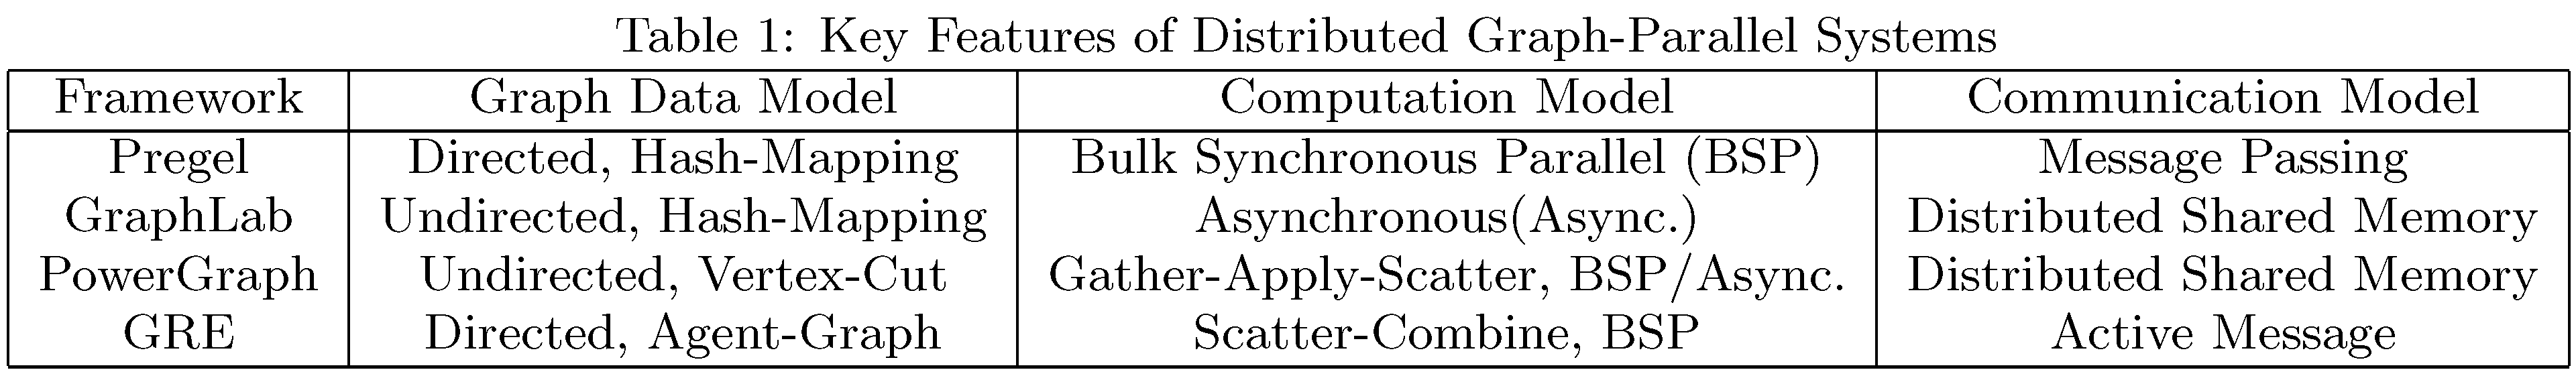 Table 1: Key Features of Distributed Graph-Parallel Systems
Framework Graph Data Model Computation Model Communication Model
Pregel Directed, Hash-Mapping Bulk Synchronous Parallel (BSP) Message Passing
GraphLab Undirected, Hash-Mapping Asynchronous(Async.) Distributed Shared Memory
PowerGraph Undirected, Vertex-Cut Gather-Apply-Scatter, BSP/Async. Distributed Shared Memory
GRE Directed, Agent-Graph Scatter-Combine, BSP Active Message